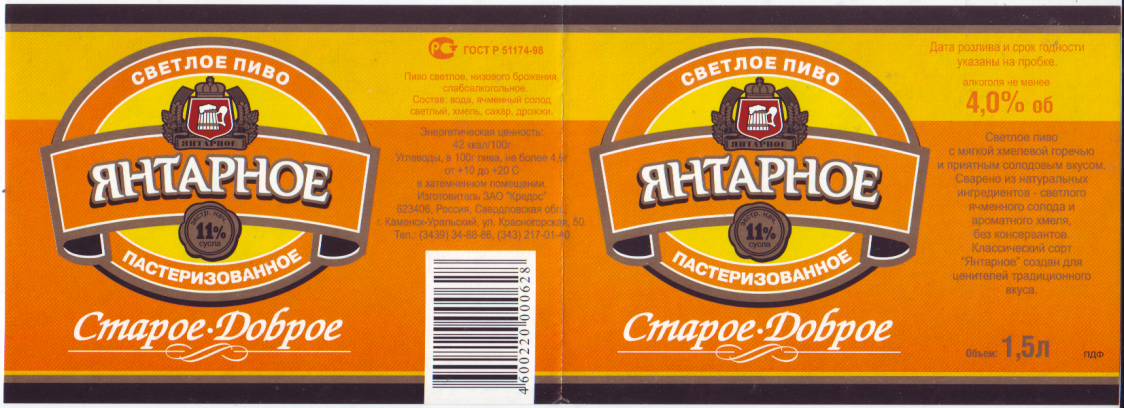 СВЕТЛОЕ ПИВО
ЯНТАРНОЕ
ЯНТАРНОЕ
экстр. нач.
11%
сусла
ПАСТЕРИЗОВАННОЕ
Старое·Доброе
РСТ ГОСТ Р 51174-98
Пиво светлое, низового брожения,
слабоалкогольное.
Состав: вода, ячменный солод
светлый, хмель, сахар, дрожжи.
Энергетическая ценность:
42 ккал/100г
Углеводы, в 100г пива, не более 4,6г
от +10 до +20 С
в затемненном помещении.
Изготовитель ЗАО "Кредос"
623406, Россия, Свердловская обл.,
г. Каменск-Уральский, ул. Красногорская, 50.
Тел.: (3439) 34-86-86, (343) 217-01-40
4600220000628
СВЕТЛОЕ ПИВО
ЯНТАРНОЕ
ЯНТАРНОЕ
экстр. нач.
11%
сусла
ПАСТЕРИЗОВАННОЕ
Старое·Доброе
Дата розлива и срок годности
указаны на пробке.
алкоголя не менее
4,0% об
Светлое пиво
с мягкой хмелевой горечью
и приятным солодовым вкусом.
Сварено из натуральных
ингредиентов - светлого
ячменного солода и
ароматного хмеля,
без консервантов.
Классический сорт
"Янтарное" создан для
ценителей традиционного
вкуса.
Объем: 1,5л
ПДФ